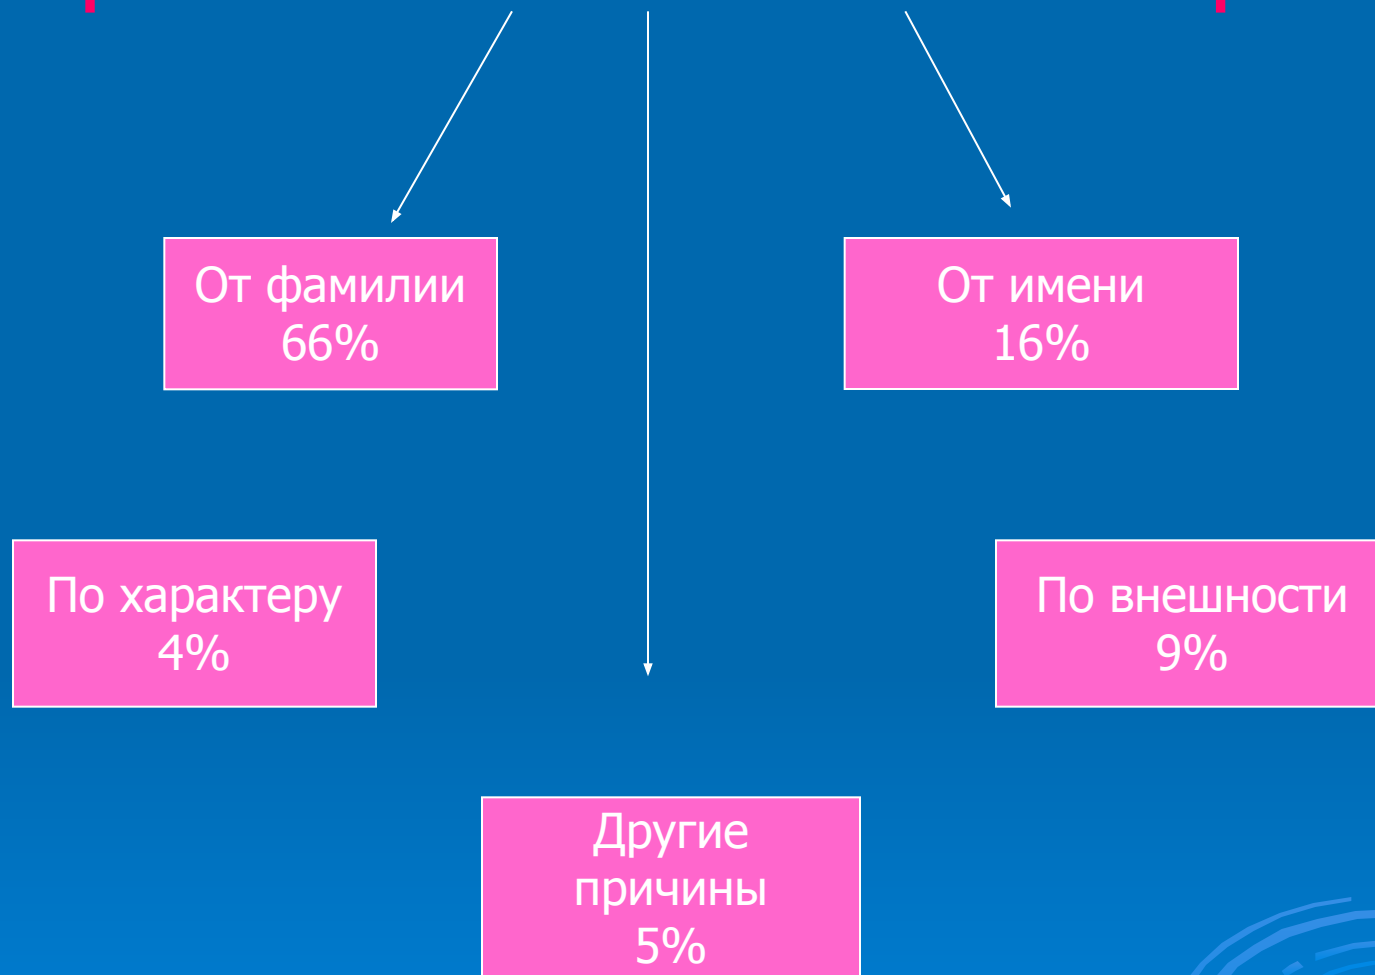 От фамилии
66%
От имени
16%
По характеру
4%
По внешности
9%
Другие
причины
5%